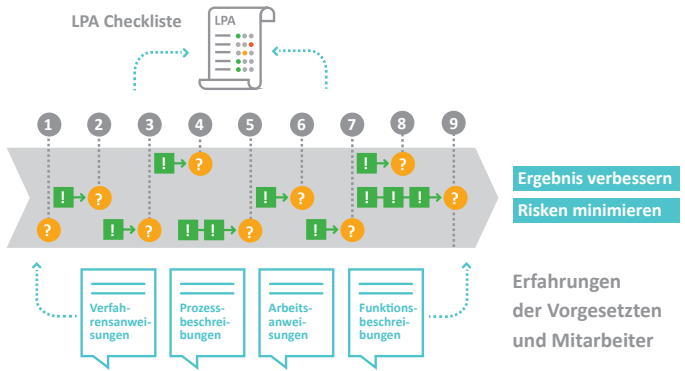 LPA Checkliste
LPA
1 2 3 4 5 6 7 8 9
! ? ! ?
! ? ! ? ! ! ! ?
? ! ? ! ! ? ! ?
Ergebnis verbessern
Risken minimieren
Verfah-
rensanwei-
sungen
Prozess-
beschrei-
bungen
Arbeits-
anwei-
sungen
Funktions-
beschrei-
bungen
Erfahrungen
der Vorgesetzten
und Mitarbeiter